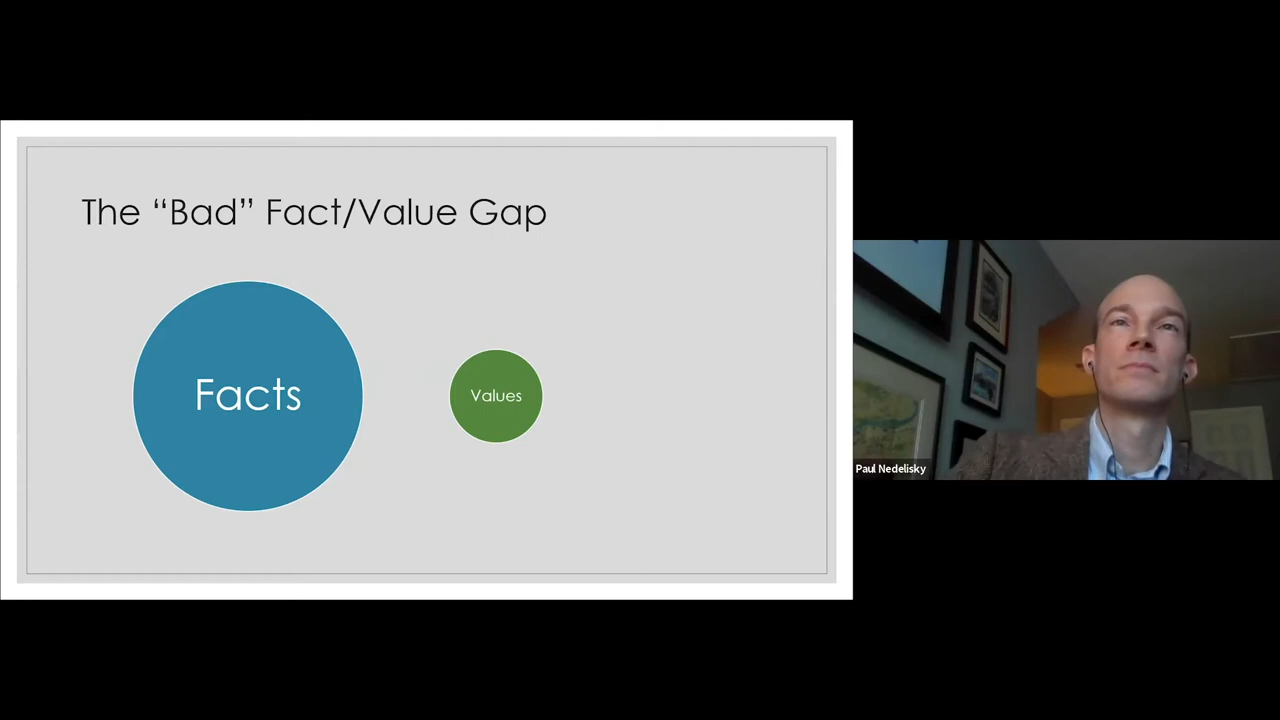 The “Bad” Fact/Value Gap
Facts
Values
Paul Nedelisky